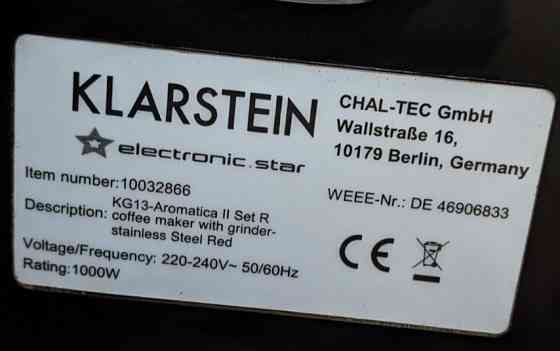 KLARSTEIN
electronic.star
CHAL-TEC GmbH
Wallstraße 16,
10179 Berlin, Germany
Item number:10032866
Description: KG13-Aromatica II Set R
coffee maker with grinder-
stainless Steel Red
Voltage/Frequency: 220-240V~ 50/60Hz
Rating:1000W
WEEE-Nr.: DE 46906833
CE